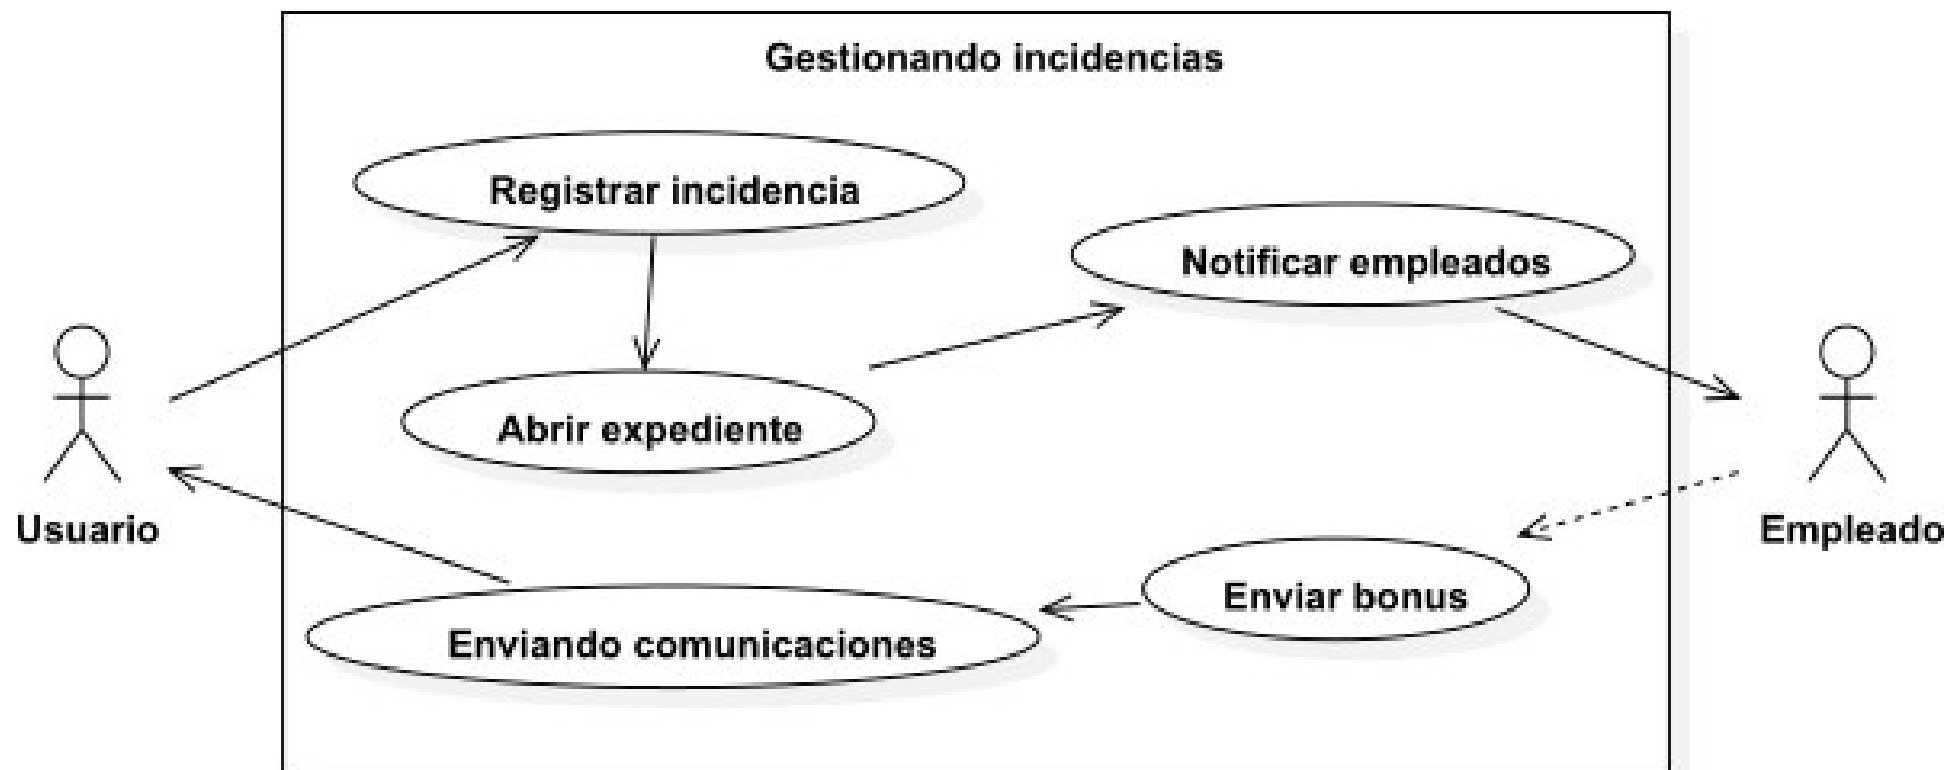 Gestionando incidencias
Registrar incidencia
Notificar empleados
Abrir expediente
Usuario
Empleado
Enviar bonus
Enviando comunicaciones